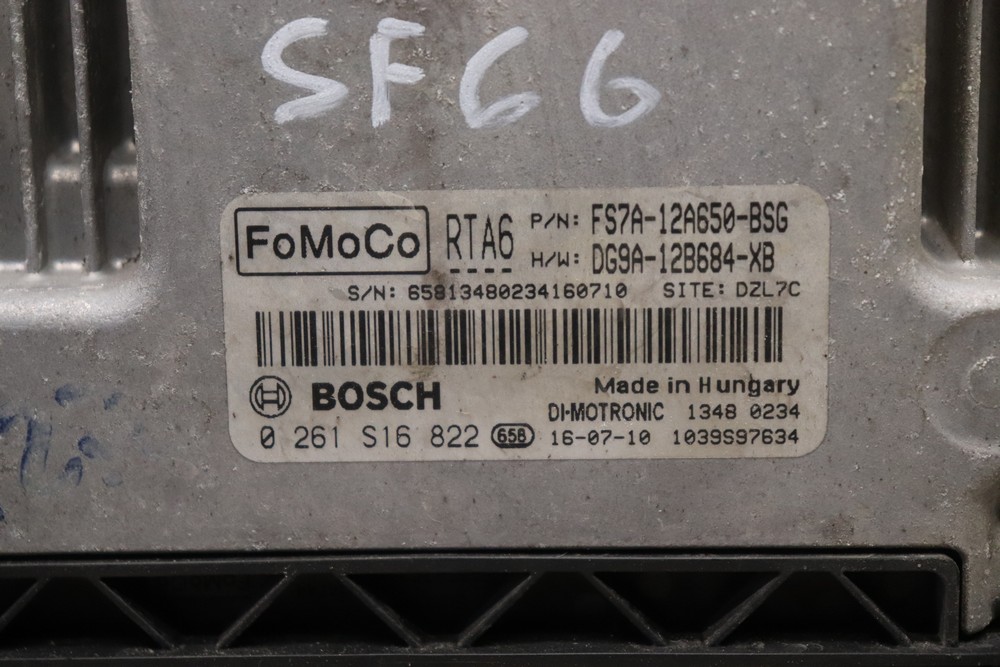 SF66
FoMoCo RTA6 P/N: FS7A-12A650-BSG
H/W: DG9A-12B684-XB
S/N: 65813480234160710 SITE: DZL7C
BOSCH Made in Hungary
DI-MOTRONIC 1348 0234
0 261 S16 822 658 16-07-10 1039S97634